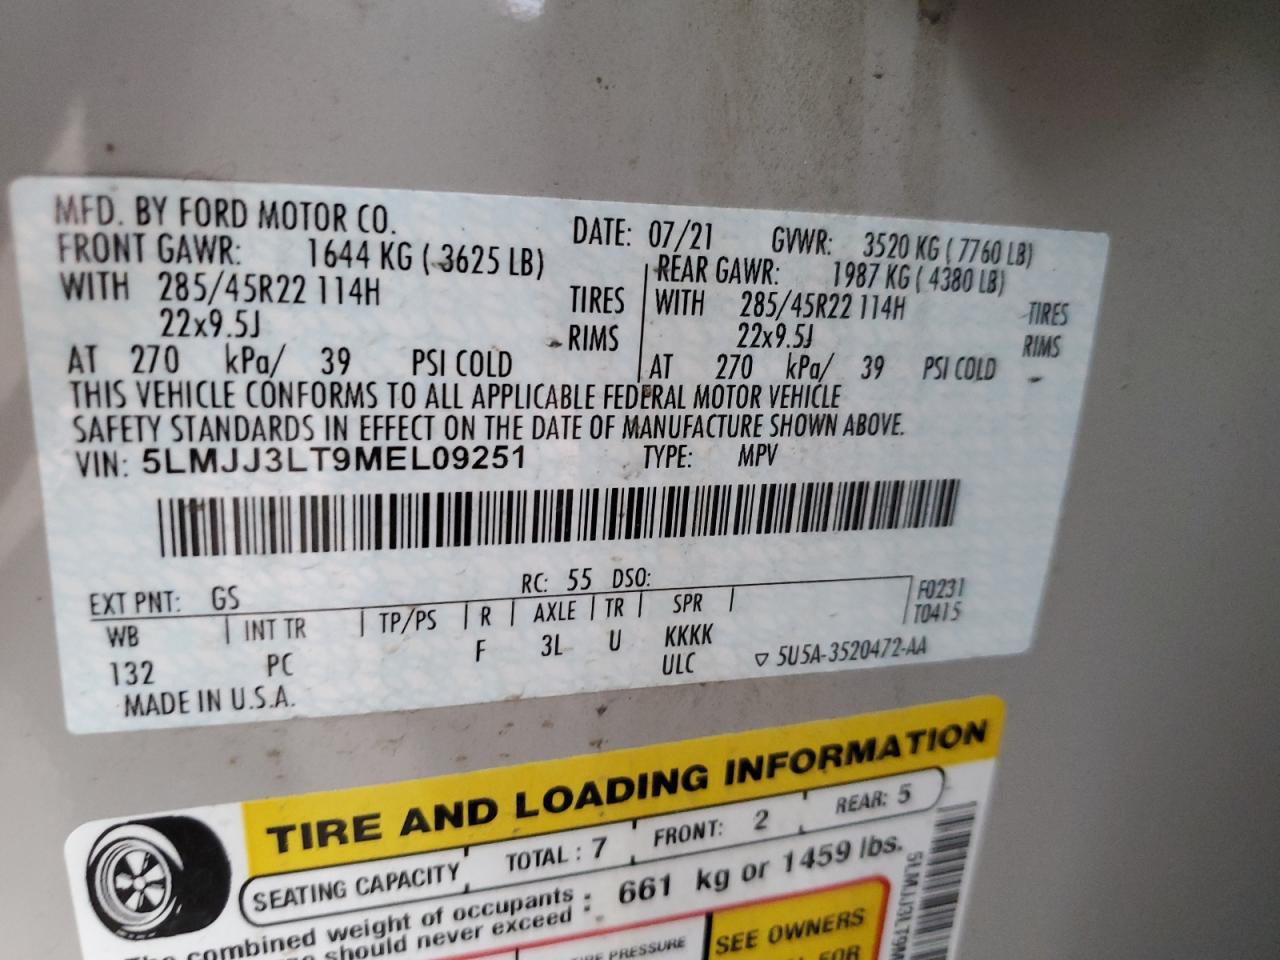 MFD. BY FORD MOTOR CO. DATE: 07/21 GVWR: 3520 KG ( 7760 LB)
FRONT GAWR: 1644 KG ( 3625 LB) REAR GAWR: 1987 KG ( 4380 LB)
WITH 285/45R22 114H TIRES WITH 285/45R22 114H TIRES
22x9.5J RIMS 22x9.5J RIMS
AT 270 kPa/ 39 PSI COLD AT 270 kPa/ 39 PSI COLD
THIS VEHICLE CONFORMS TO ALL APPLICABLE FEDERAL MOTOR VEHICLE
SAFETY STANDARDS IN EFFECT ON THE DATE OF MANUFACTURE SHOWN ABOVE.
VIN: 5LMJJ3LT9MEL09251 TYPE: MPV
EXT PNT: GS RC: 55 DSO: F0231
WB INT TR TP/PS R AXLE TR SPR T0415
132 PC F 3L U KKKK
ULC 5U5A-3520472-AA
MADE IN U.S.A.
TIRE AND LOADING INFORMATION
SEATING CAPACITY TOTAL : 7 FRONT: 2 REAR: 5
combined weight of occupants : 661 kg or 1459 lbs.
should never exceed :
PRESSURE
SEE OWNERS
FOR
5LMJJ3LT9M